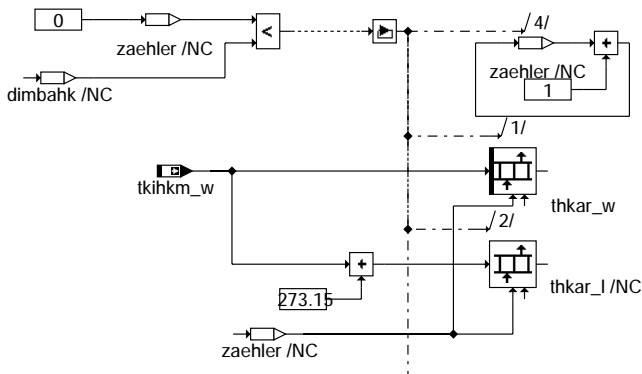 0
4/
zaehler /NC
<
+
zaehler /NC
1
dimbahk /NC
1/
tkihkm_w
thkar_w
2/
+
273.15
thkar_l /NC
zaehler /NC